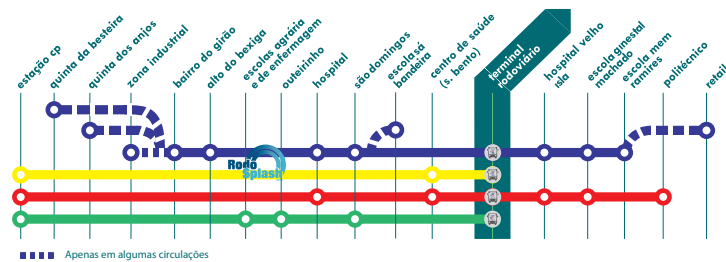 estação cp
quinta da besteira
quinta dos anjos
zona industrial
bairro do girão
alto do bexiga
escolas agrária
e de enfermagem
outeirinho
hospital
são domingos
escola sá
bandeira
centro de saúde
(s. bento)
terminal
rodoviário
hospital velho
isla
escola ginestal
machado
escola mem
ramires
politécnico
retail
Rodó
Splash
Apenas em algumas circulações